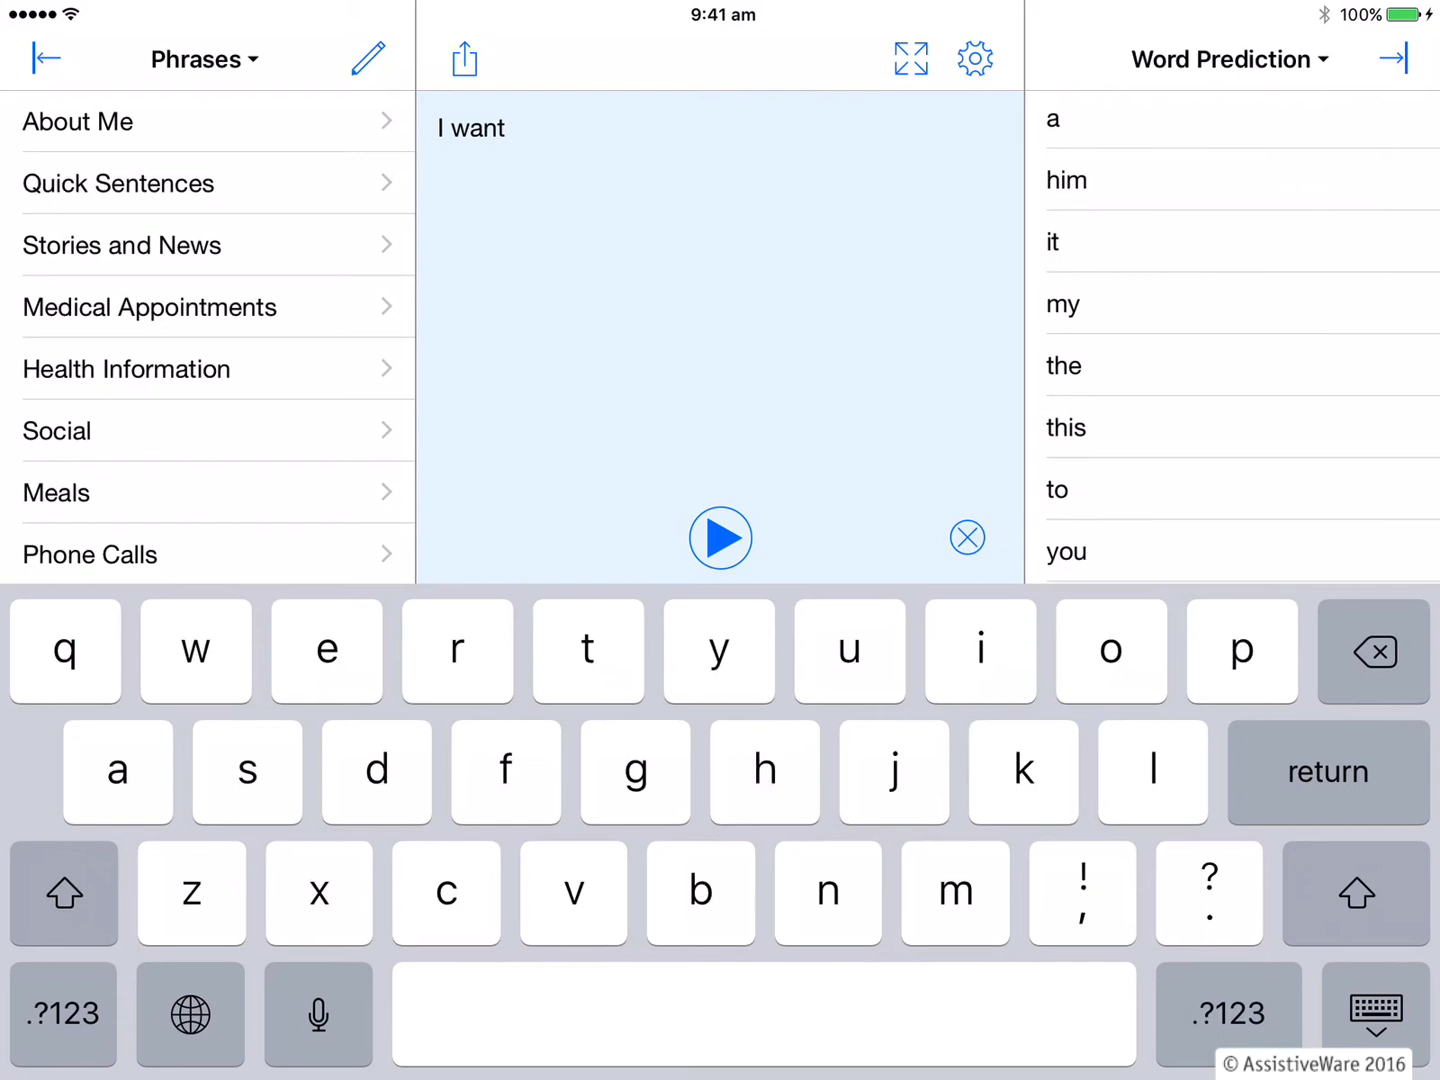 9:41 am
100%
Phrases
Word Prediction
About Me
Quick Sentences
Stories and News
Medical Appointments
Health Information
Social
Meals
Phone Calls
I want
a
him
it
my
the
this
to
you
q w e r t y u i o p
a s d f g h j k l return
z x c v b n m ! , ? .
.?123 .?123
© AssistiveWare 2016